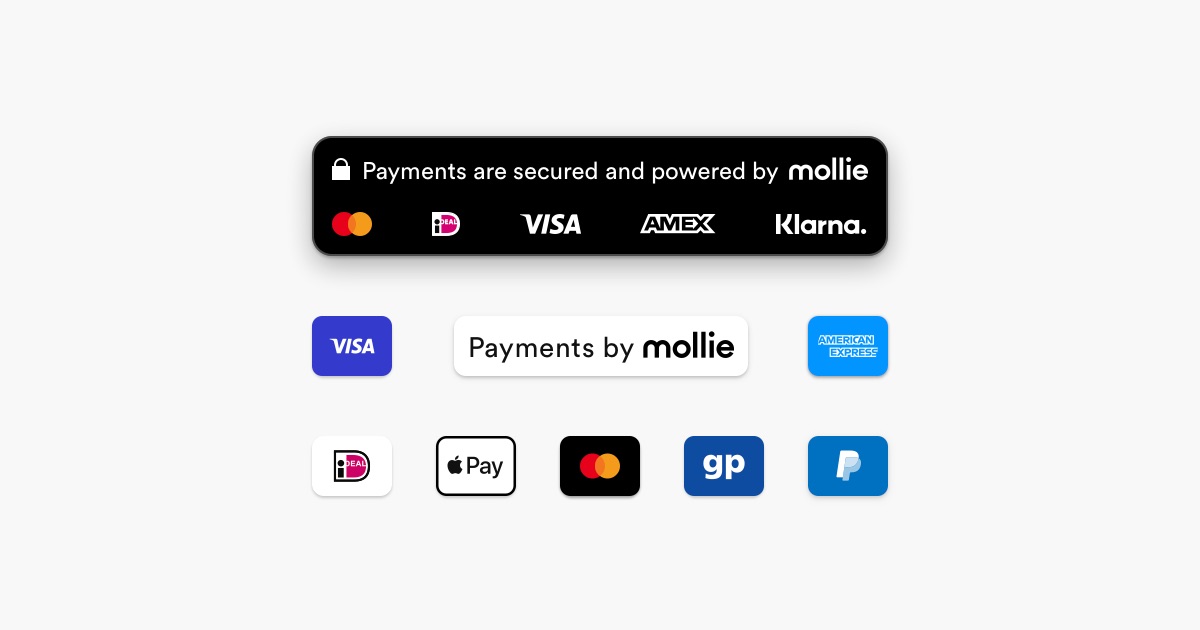 Payments are secured and powered by mollie
iDEAL VISA AMEX Klarna.
VISA Payments by mollie AMERICAN EXPRESS
iDEAL Pay gp P